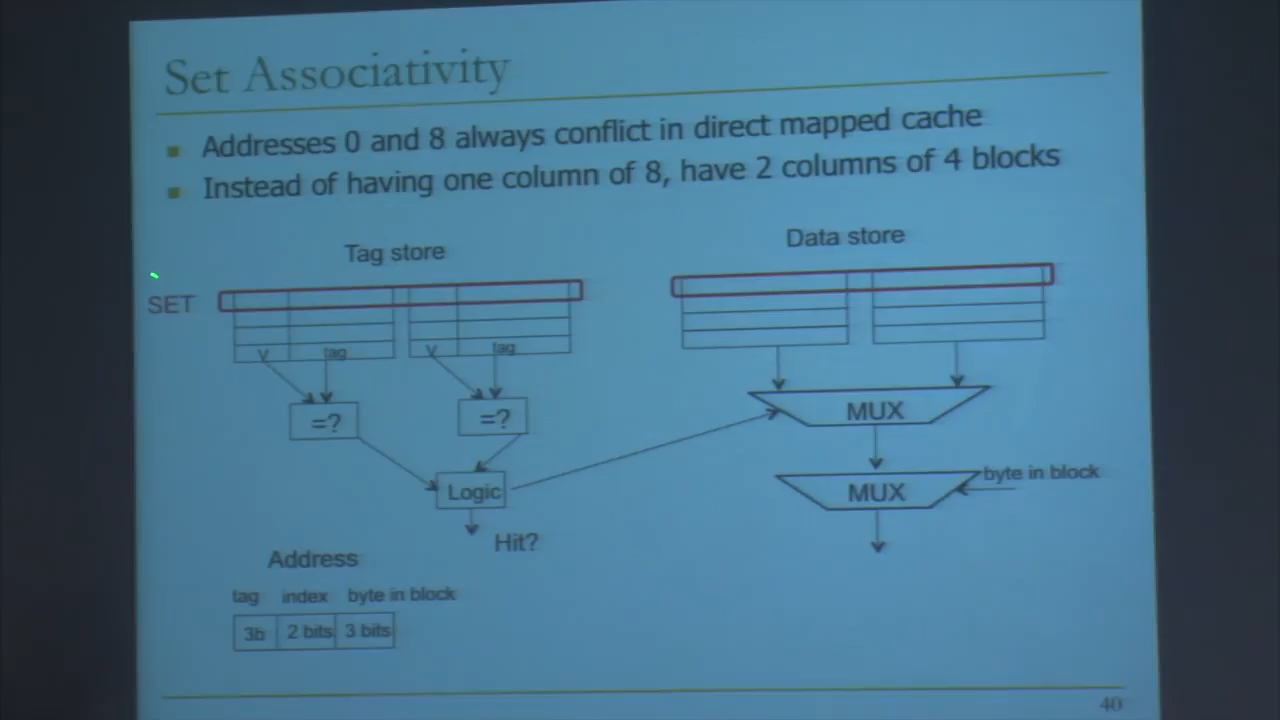 Set Associativity
Addresses 0 and 8 always conflict in direct mapped cache
Instead of having one column of 8, have 2 columns of 4 blocks
Tag store
Data store
SET
V tag V tag
=? =?
MUX
Logic
MUX
byte in block
Hit?
Address
tag index byte in block
3b 2 bits 3 bits
40